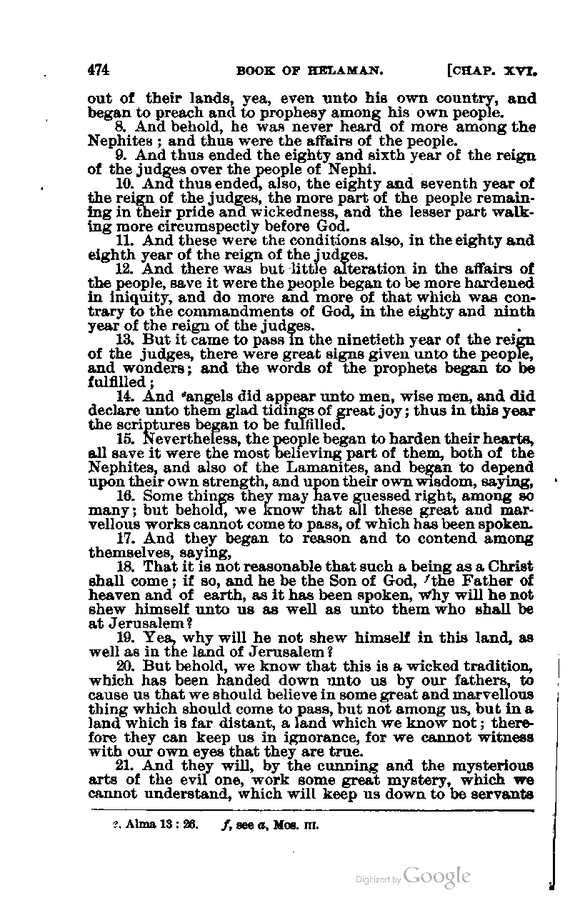 474 BOOK OF HELAMAN. [CHAP. XVI.
out of their lands, yea, even unto his own country, and
began to preach and to prophesy among his own people.
8. And behold, he was never heard of more among the
Nephites; and thus were the affairs of the people.
9. And thus ended the eighty and sixth year of the reign
of the judges over the people of Nephi.
10. And thus ended, also, the eighty and seventh year of
the reign of the judges, the more part of the people remain-
ing in their pride and wickedness, and the lesser part walk-
ing more circumspectly before God.
11. And these were the conditions also, in the eighty and
eighth year of the reign of the judges.
12. And there was but little alteration in the affairs of
the people, save it were the people began to be more hardened
in iniquity, and do more and more of that which was con-
trary to the commandments of God, in the eighty and ninth
year of the reign of the judges.
13. But it came to pass in the ninetieth year of the reign
of the judges, there were great signs given unto the people,
and wonders; and the words of the prophets began to be
fulfilled;
14. And ᵉangels did appear unto men, wise men, and did
declare unto them glad tidings of great joy; thus in this year
the scriptures began to be fulfilled.
15. Nevertheless, the people began to harden their hearts,
all save it were the most believing part of them, both of the
Nephites, and also of the Lamanites, and began to depend
upon their own strength, and upon their own wisdom, saying,
16. Some things they may have guessed right, among so
many; but behold, we know that all these great and mar-
vellous works cannot come to pass, of which has been spoken.
17. And they began to reason and to contend among
themselves, saying,
18. That it is not reasonable that such a being as a Christ
shall come; if so, and he be the Son of God, ᶠthe Father of
heaven and of earth, as it has been spoken, why will he not
shew himself unto us as well as unto them who shall be
at Jerusalem?
19. Yea, why will he not shew himself in this land, as
well as in the land of Jerusalem?
20. But behold, we know that this is a wicked tradition,
which has been handed down unto us by our fathers, to
cause us that we should believe in some great and marvellous
thing which should come to pass, but not among us, but in a
land which is far distant, a land which we know not; there-
fore they can keep us in ignorance, for we cannot witness
with our own eyes that they are true.
21. And they will, by the cunning and the mysterious
arts of the evil one, work some great mystery, which we
cannot understand, which will keep us down to be servants
e, Alma 13 : 26. f, see a, Mos. III.
Digitized by Google